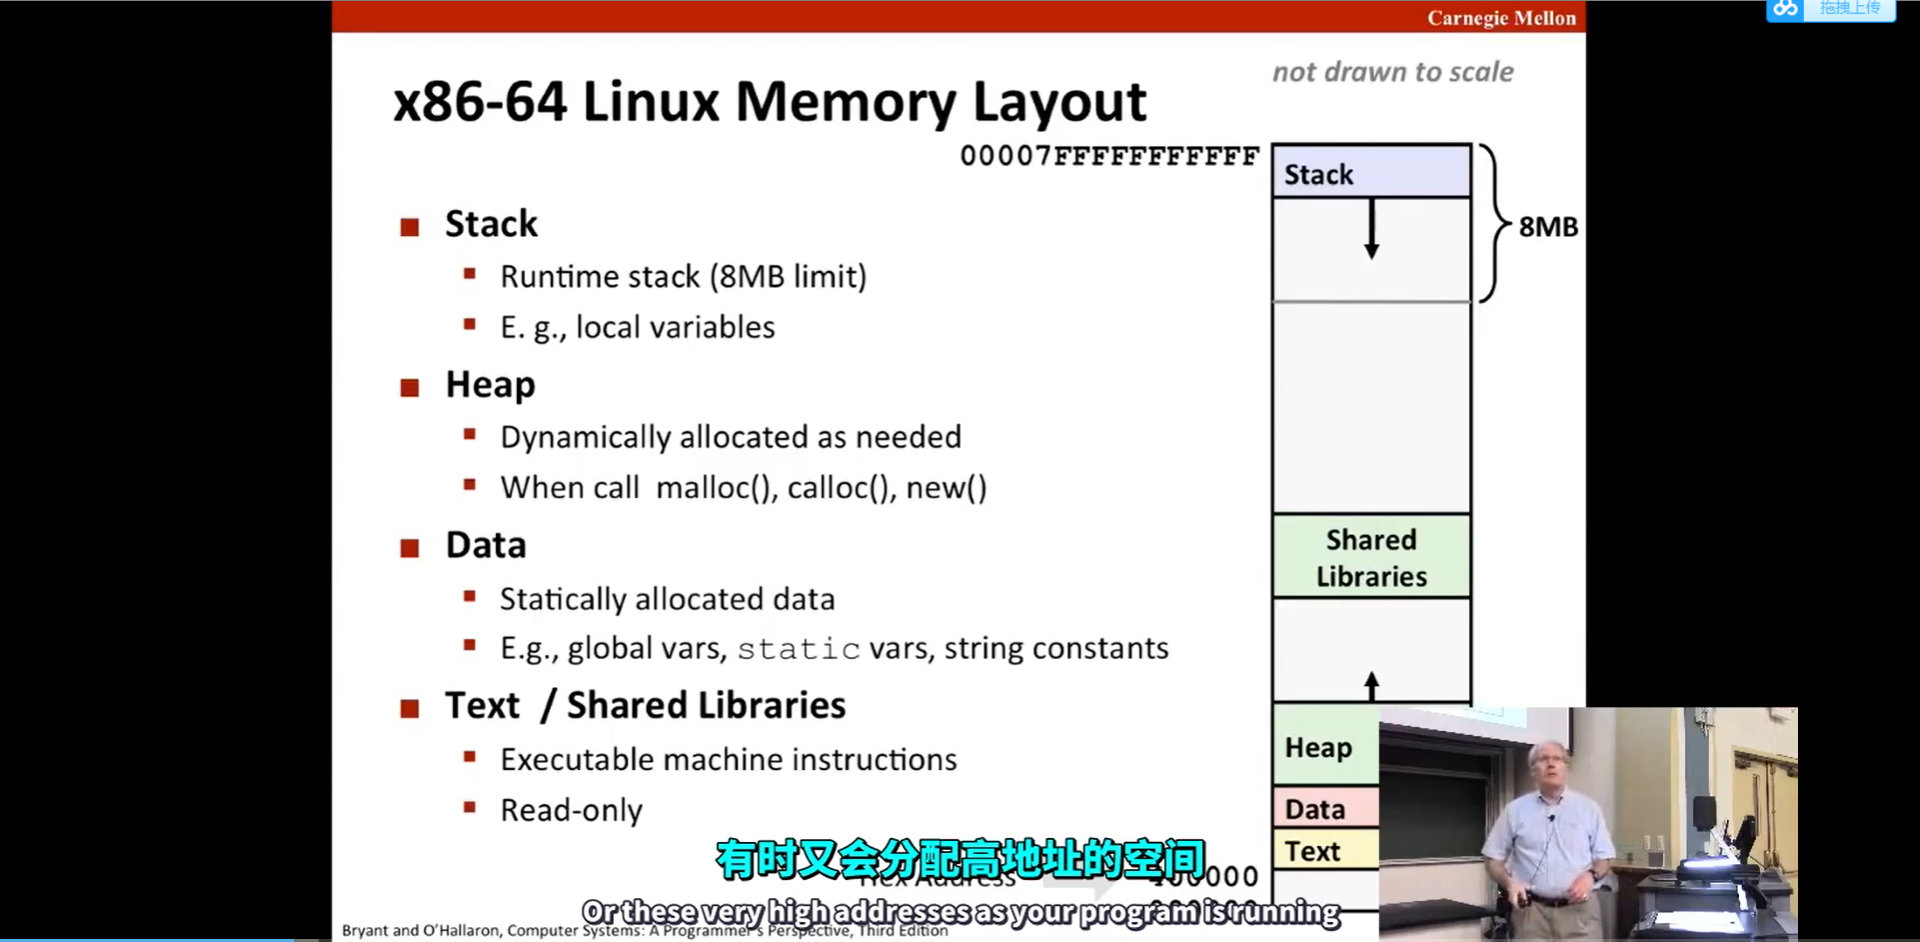 Carnegie Mellon
拖拽上传
not drawn to scale
x86-64 Linux Memory Layout
00007FFFFFFFFFFF
Stack
8MB
■ Stack
▪ Runtime stack (8MB limit)
▪ E. g., local variables
■ Heap
▪ Dynamically allocated as needed
▪ When call malloc(), calloc(), new()
■ Data
▪ Statically allocated data
▪ E.g., global vars, static vars, string constants
■ Text / Shared Libraries
▪ Executable machine instructions
▪ Read-only
Shared
Libraries
Heap
Data
Text
有时又会分配高地址的空间
Hex Address
400000
Or these very high addresses as your program is running
Bryant and O'Hallaron, Computer Systems: A Programmer's Perspective, Third Edition